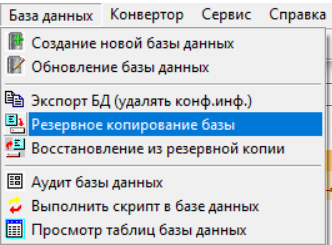 База данных Конвертор Сервис Справка
Создание новой базы данных
Обновление базы данных
Экспорт БД (удалять конф.инф.)
Резервное копирование базы
Восстановление из резервной копии
Аудит базы данных
Выполнить скрипт в базе данных
Просмотр таблиц базы данных